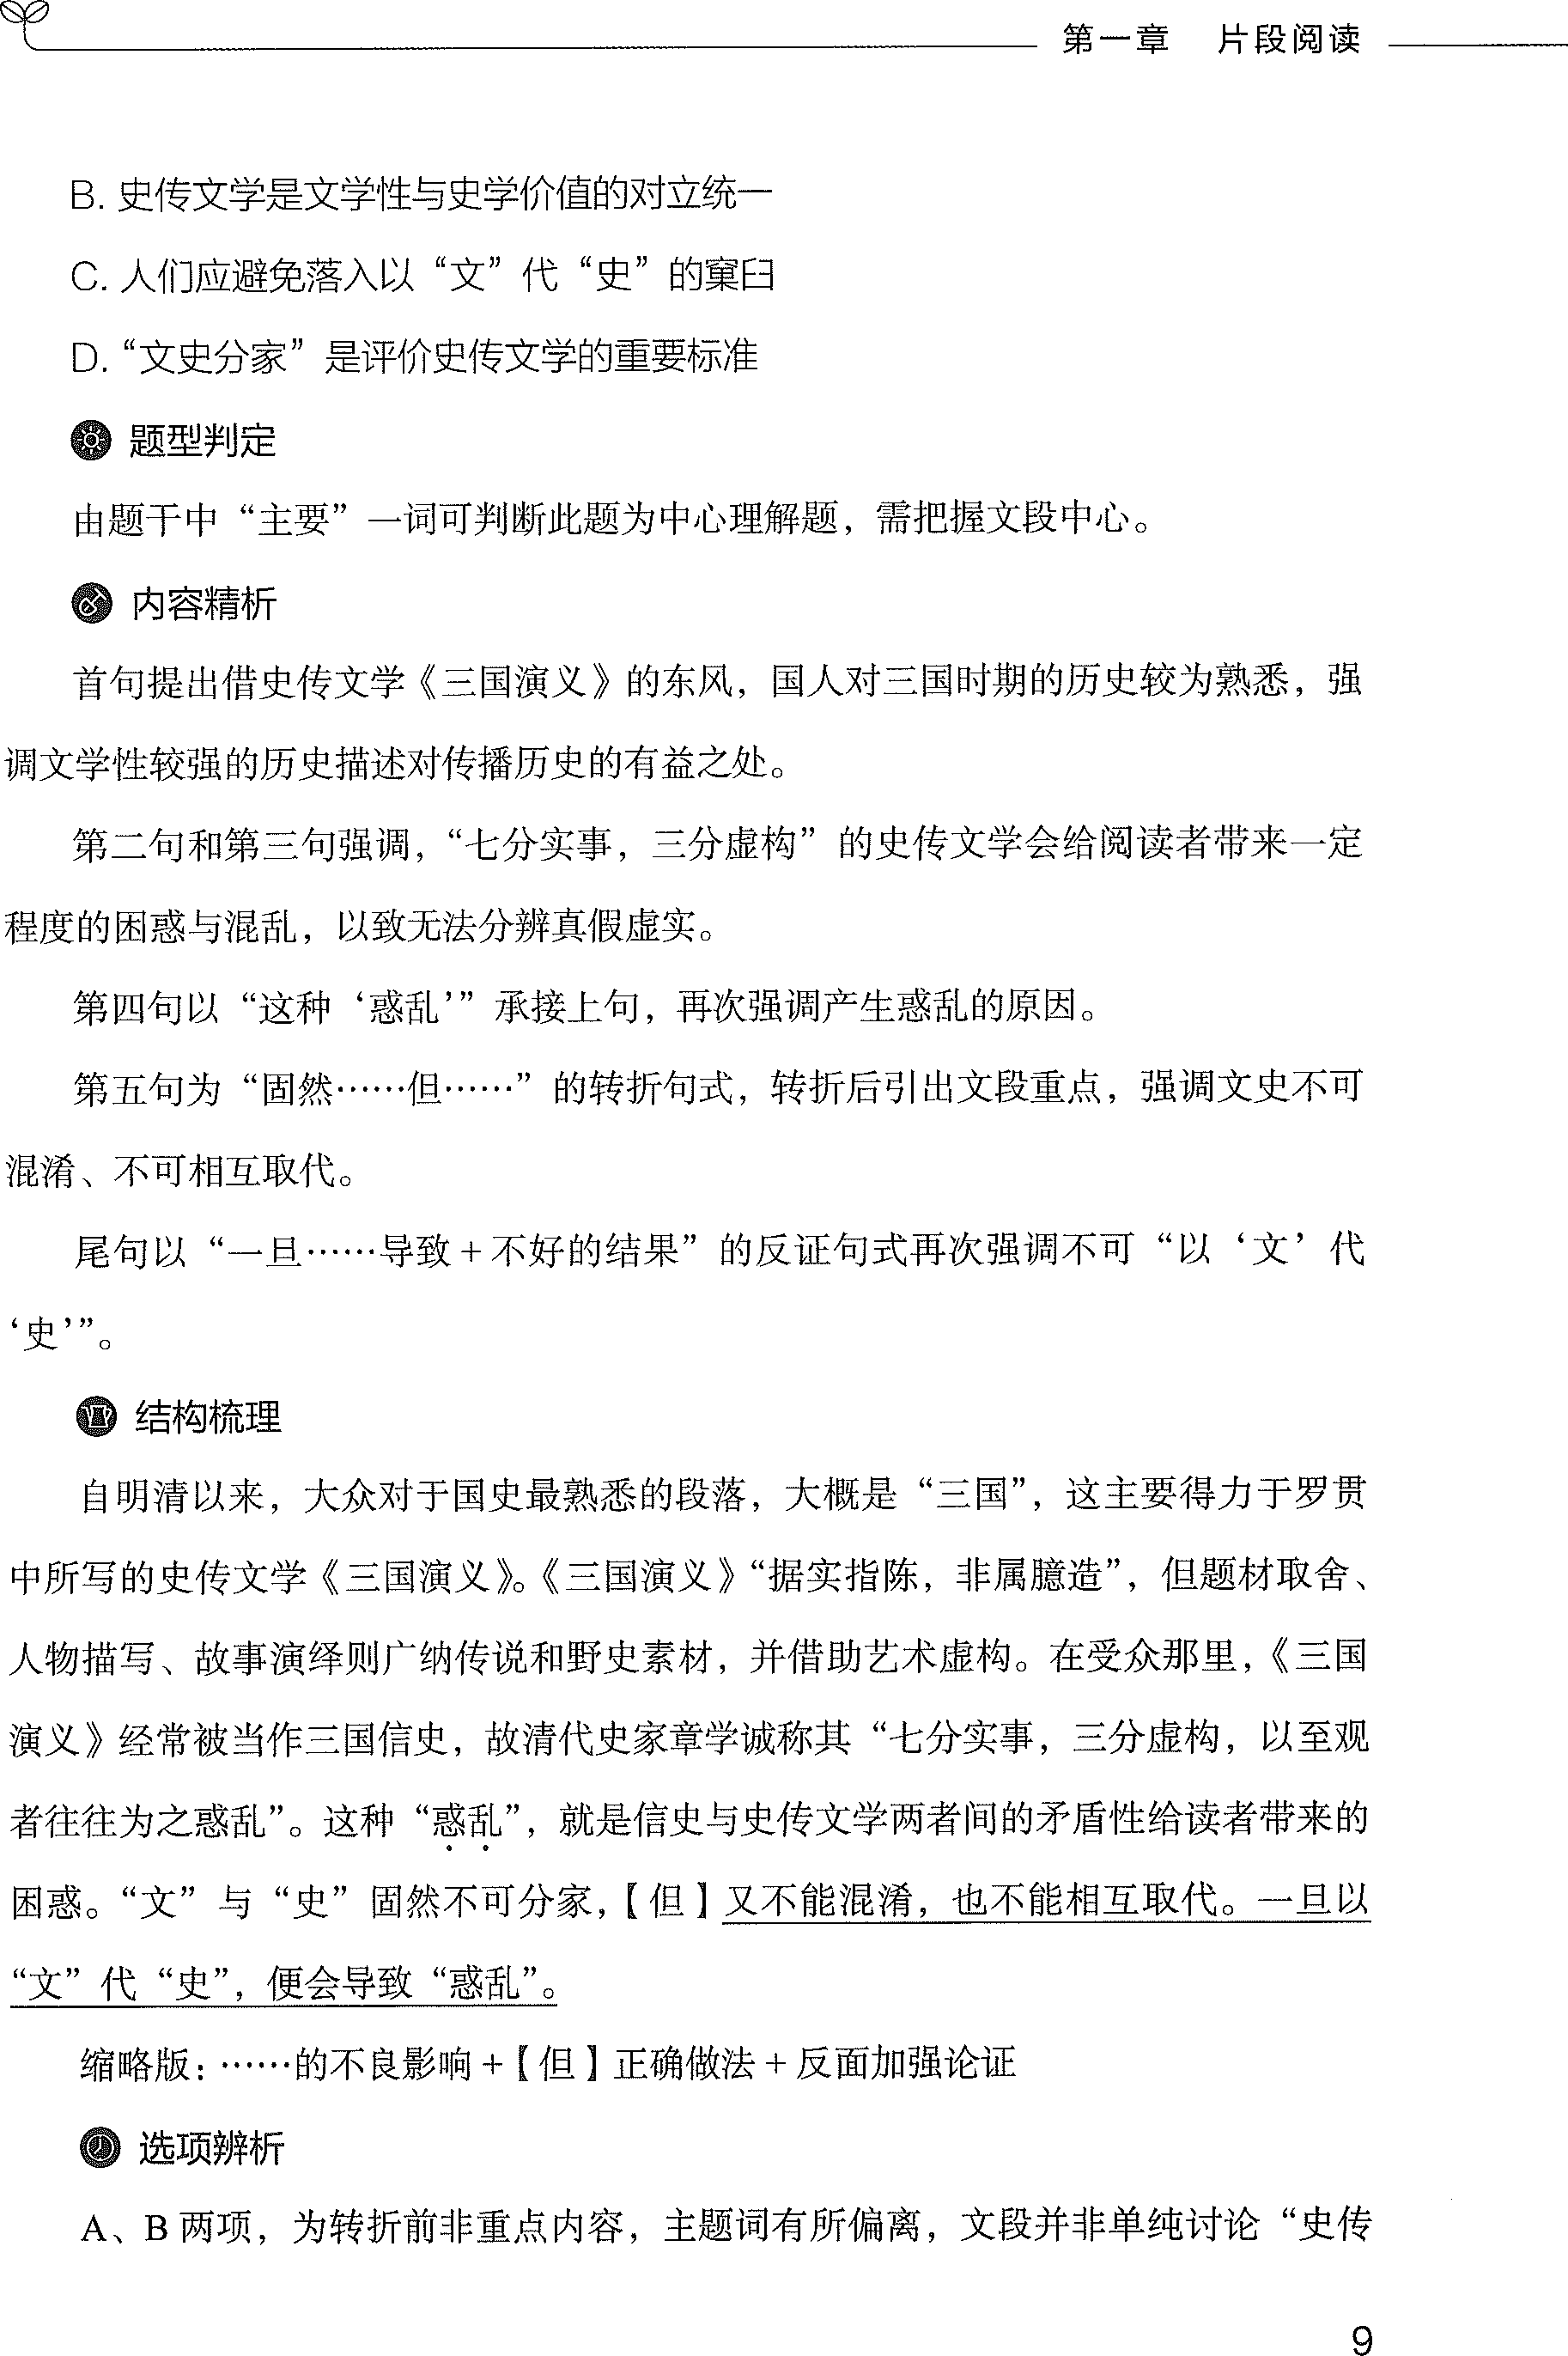 第一章 片段阅读
B. 史传文学是文学性与史学价值的对立统一
C. 人们应避免落入以“文”代“史”的窠臼
D. “文史分家”是评价史传文学的重要标准
题型判定
由题干中“主要”一词可判断此题为中心理解题，需把握文段中心。
内容精析
首句提出借史传文学《三国演义》的东风，国人对三国时期的历史较为熟悉，强
调文学性较强的历史描述对传播历史的有益之处。
第二句和第三句强调，“七分实事，三分虚构”的史传文学会给阅读者带来一定
程度的困惑与混乱，以致无法分辨真假虚实。
第四句以“这种‘惑乱’”承接上句，再次强调产生惑乱的原因。
第五句为“固然……但……”的转折句式，转折后引出文段重点，强调文史不可
混淆、不可相互取代。
尾句以“一旦……导致+不好的结果”的反证句式再次强调不可“以‘文’代
‘史’”。
结构梳理
自明清以来，大众对于国史最熟悉的段落，大概是“三国”，这主要得力于罗贯
中所写的史传文学《三国演义》。《三国演义》“据实指陈，非属臆造”，但题材取舍、
人物描写、故事演绎则广纳传说和野史素材，并借助艺术虚构。在受众那里，《三国
演义》经常被当作三国信史，故清代史家章学诚称其“七分实事，三分虚构，以至观
者往往为之惑乱”。这种“惑乱”，就是信史与史传文学两者间的矛盾性给读者带来的
困惑。“文”与“史”固然不可分家，【但】又不能混淆，也不能相互取代。一旦以
“文”代“史”，便会导致“惑乱”。
缩略版：……的不良影响+【但】正确做法+反面加强论证
选项辨析
A、B两项，为转折前非重点内容，主题词有所偏离，文段并非单纯讨论“史传
9